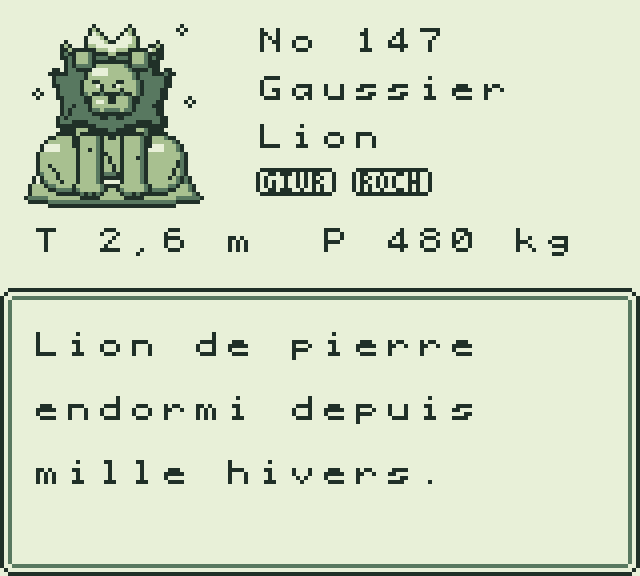 No 147
Gaussier
Lion
GIVR ROCH
T 2,6 m P 480 kg
Lion de pierre
endormi depuis
mille hivers.